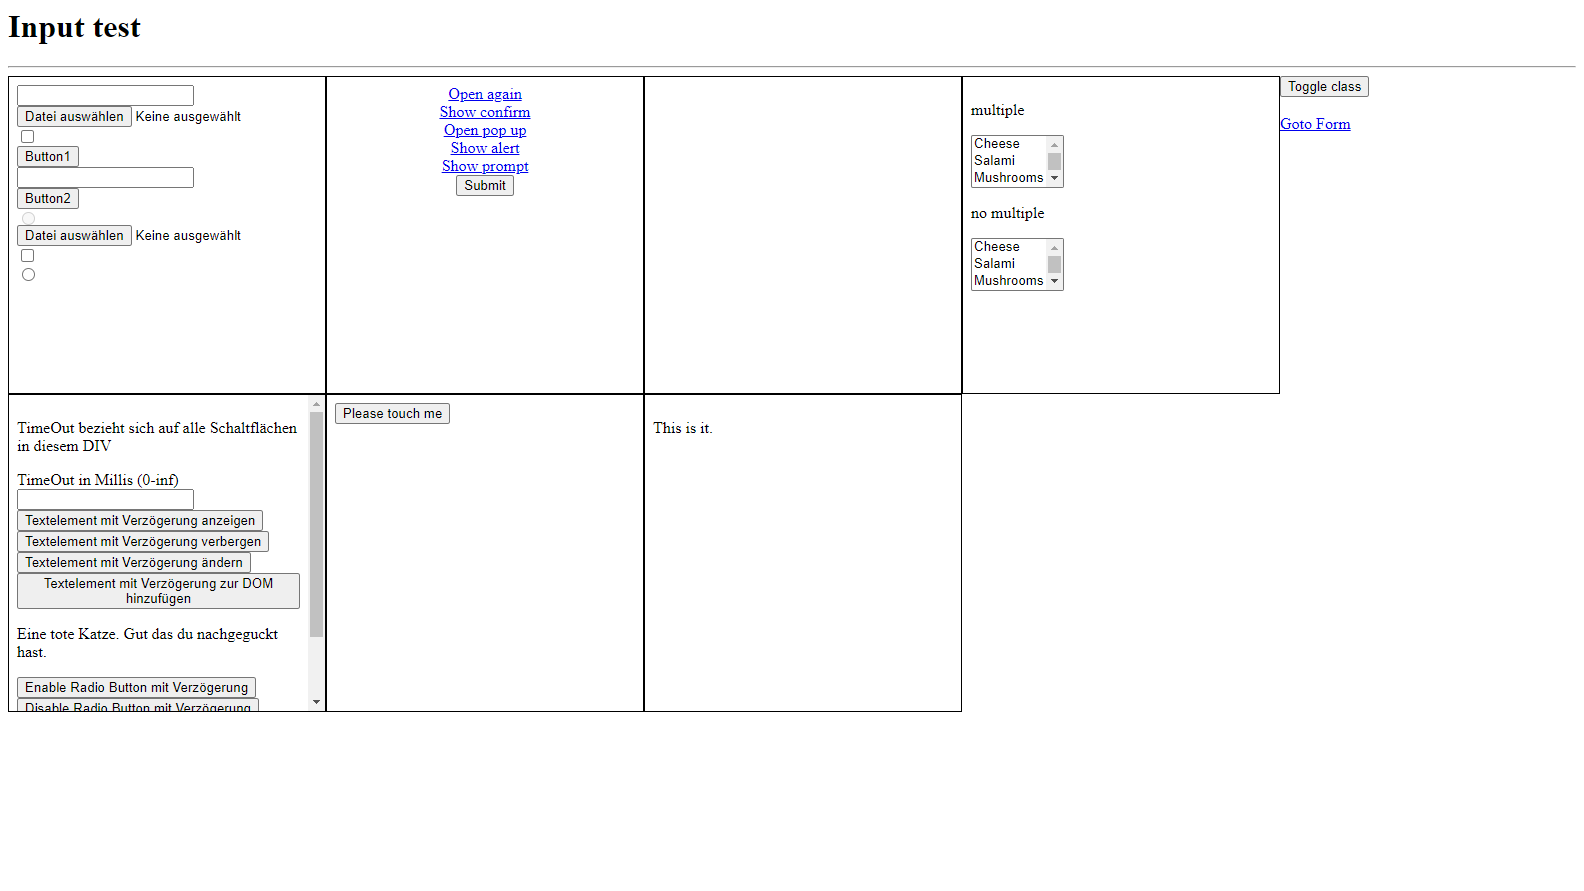 Input test
Datei auswählen Keine ausgewählt
Button1
Button2
Datei auswählen Keine ausgewählt
Open again
Show confirm
Open pop up
Show alert
Show prompt
Submit
multiple
Cheese
Salami
Mushrooms
no multiple
Cheese
Salami
Mushrooms
Toggle class
Goto Form
TimeOut bezieht sich auf alle Schaltflächen
in diesem DIV
TimeOut in Millis (0-inf)
Textelement mit Verzögerung anzeigen
Textelement mit Verzögerung verbergen
Textelement mit Verzögerung ändern
Textelement mit Verzögerung zur DOM
hinzufügen
Eine tote Katze. Gut das du nachgeguckt
hast.
Enable Radio Button mit Verzögerung
Disable Radio Button mit Verzögerung
Please touch me
This is it.